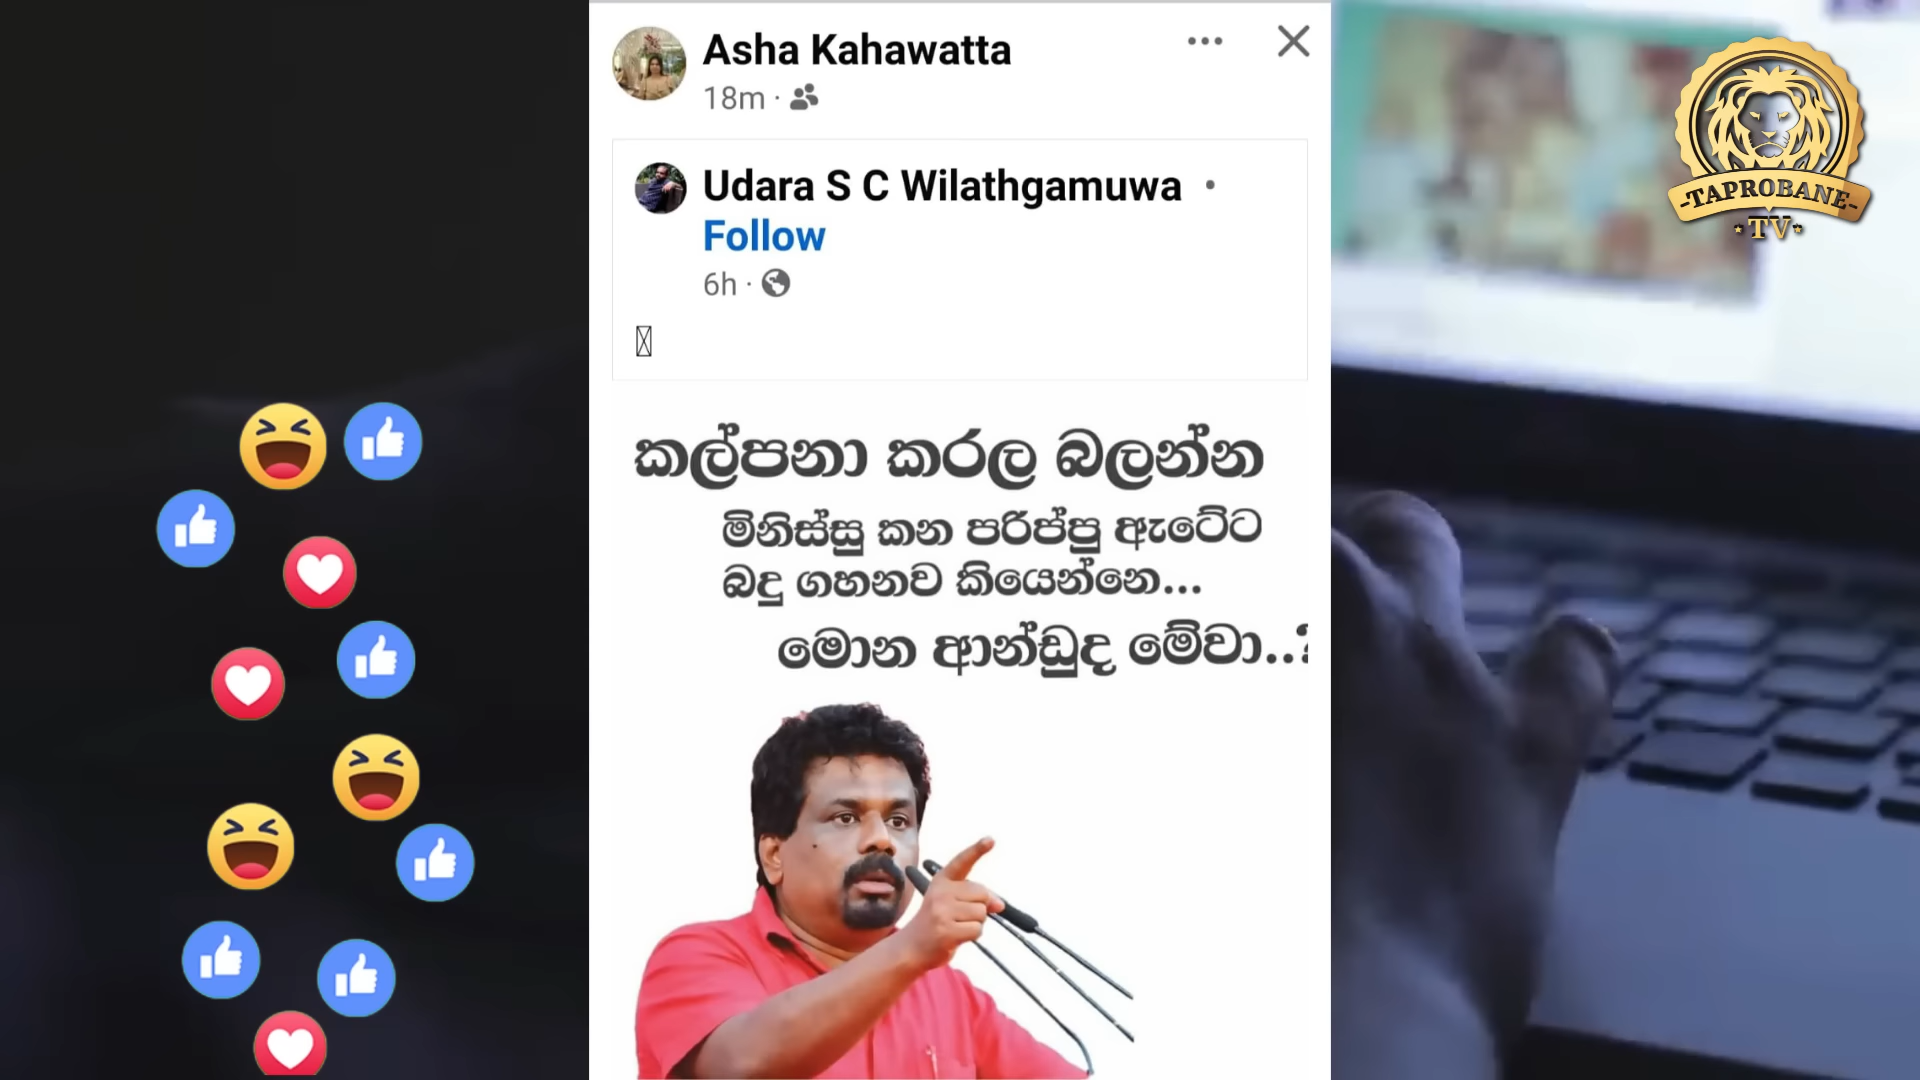 Asha Kahawatta
18m ·
Udara S C Wilathgamuwa ·
Follow
6h ·
කල්පනා කරල බලන්න
මිනිස්සු කන පරිප්පු ඇටේට
බදු ගහනව කියෙන්නෙ...
මොන ආන්ඩුද මේවා..?
-TAPROBANE-
TV